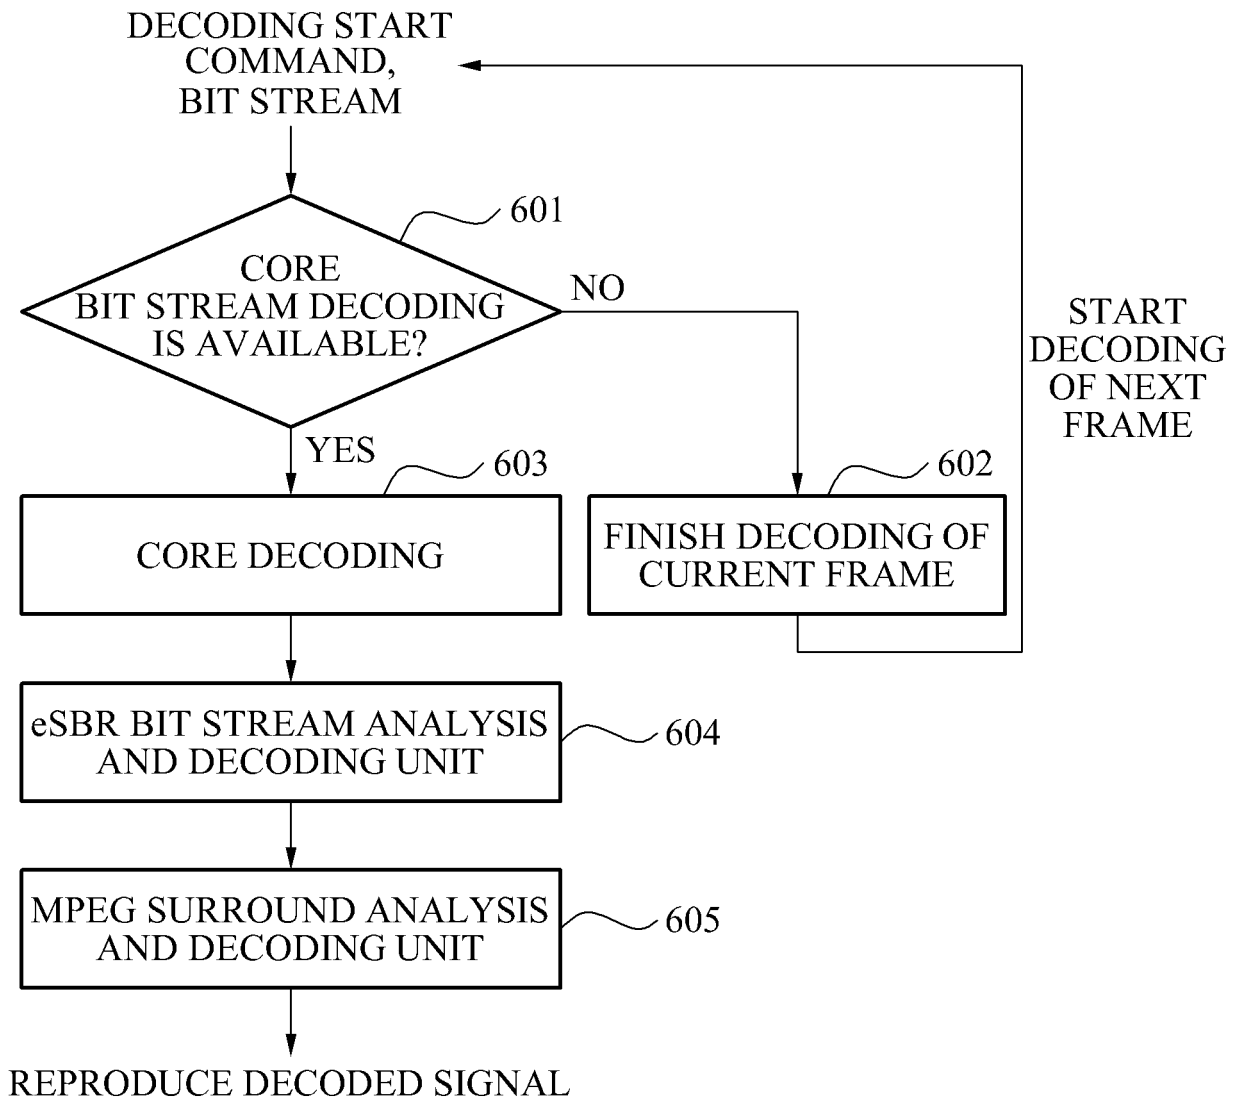 DECODING START
COMMAND,
BIT STREAM
601
CORE
BIT STREAM DECODING
IS AVAILABLE?
NO
YES
START
DECODING
OF NEXT
FRAME
603
CORE DECODING
602
FINISH DECODING OF
CURRENT FRAME
eSBR BIT STREAM ANALYSIS
AND DECODING UNIT
604
MPEG SURROUND ANALYSIS
AND DECODING UNIT
605
REPRODUCE DECODED SIGNAL